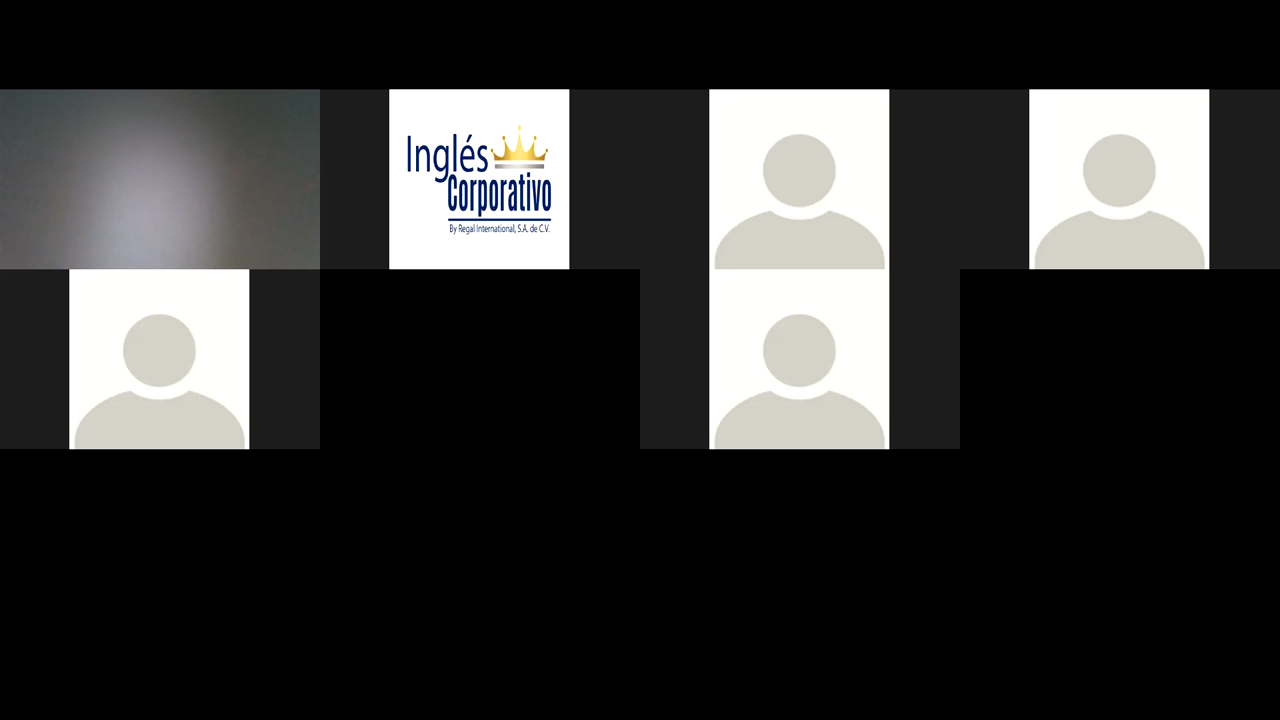 Inglés
Corporativo
By Regal International, S.A. de C.V.